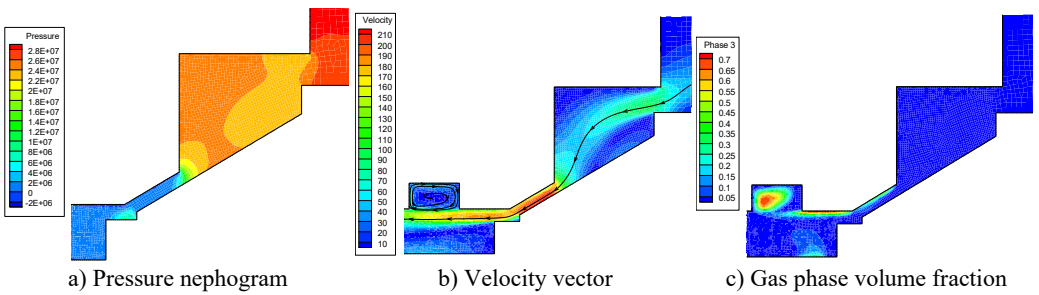 Pressure
2.8E+07
2.6E+07
2.4E+07
2.2E+07
2E+07
1.8E+07
1.6E+07
1.4E+07
1.2E+07
1E+07
8E+06
6E+06
4E+06
2E+06
0
-2E+06
Velocity
210
200
190
180
170
160
150
140
130
120
110
100
90
80
70
60
50
40
30
20
10
Phase 3
0.7
0.65
0.6
0.55
0.5
0.45
0.4
0.35
0.3
0.25
0.2
0.15
0.1
0.05
a) Pressure nephogram
b) Velocity vector
c) Gas phase volume fraction